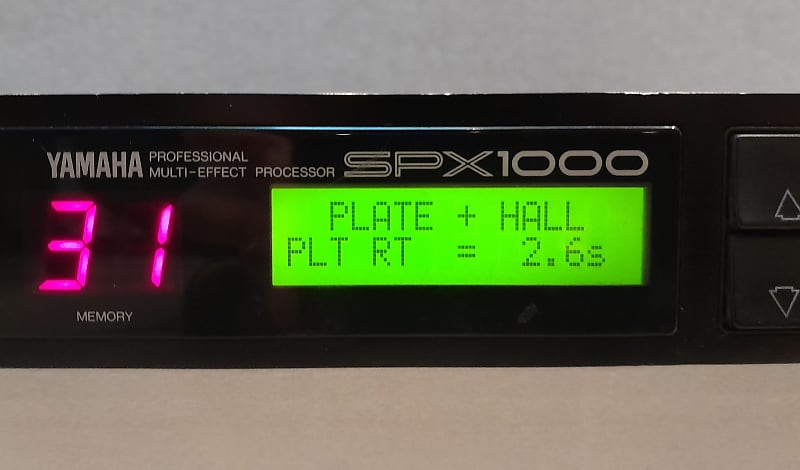 YAMAHA PROFESSIONAL
MULTI-EFFECT PROCESSOR SPX1000
31
MEMORY
PLATE + HALL
PLT RT = 2.6s